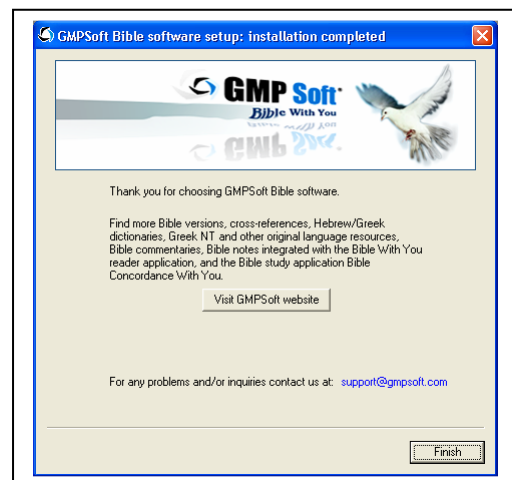 GMPSoft Bible software setup: installation completed
GMP Soft
Bible With You
Thank you for choosing GMPSoft Bible software.
Find more Bible versions, cross-references, Hebrew/Greek
dictionaries, Greek NT and other original language resources,
Bible commentaries, Bible notes integrated with the Bible With You
reader application, and the Bible study application Bible
Concordance With You.
Visit GMPSoft website
For any problems and/or inquiries contact us at: support@gmpsoft.com
Finish